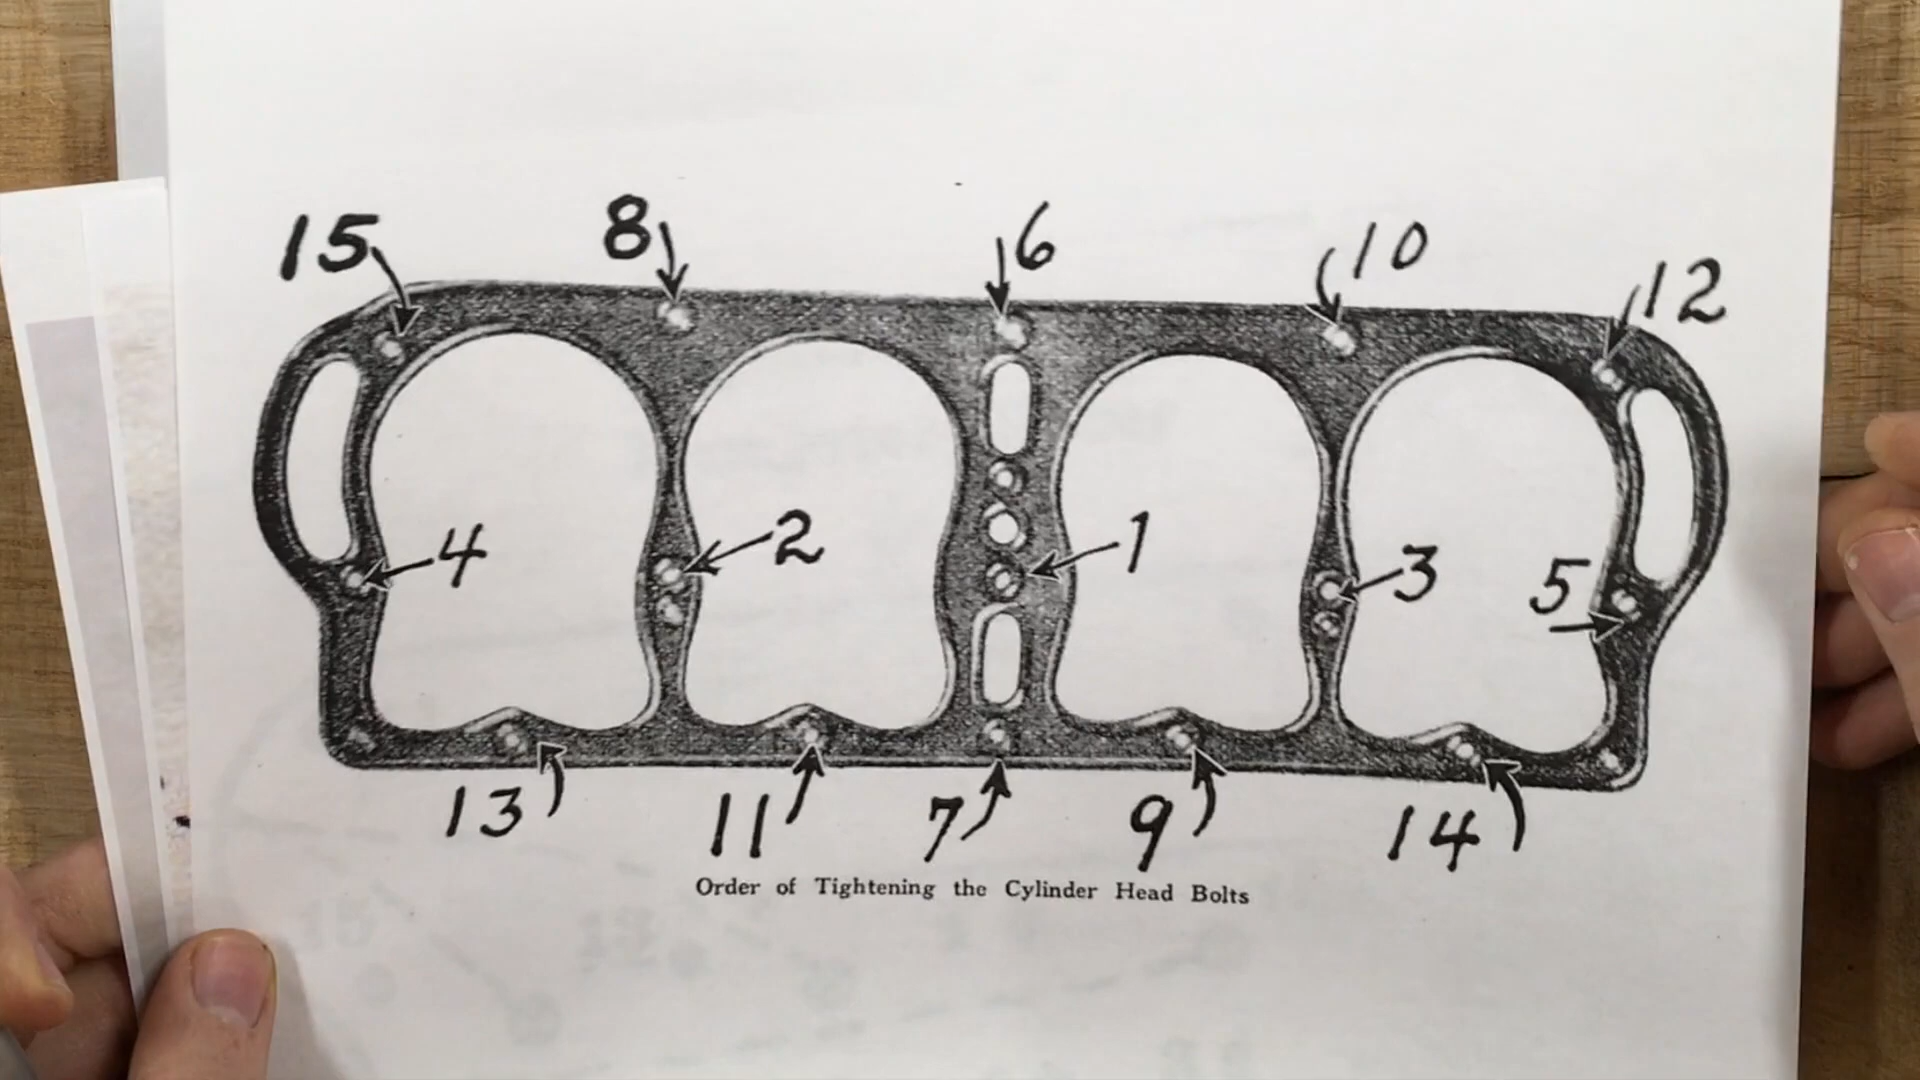 15 8 6 10 12
4 2 1 3 5
13 11 7 9 14
Order of Tightening the Cylinder Head Bolts